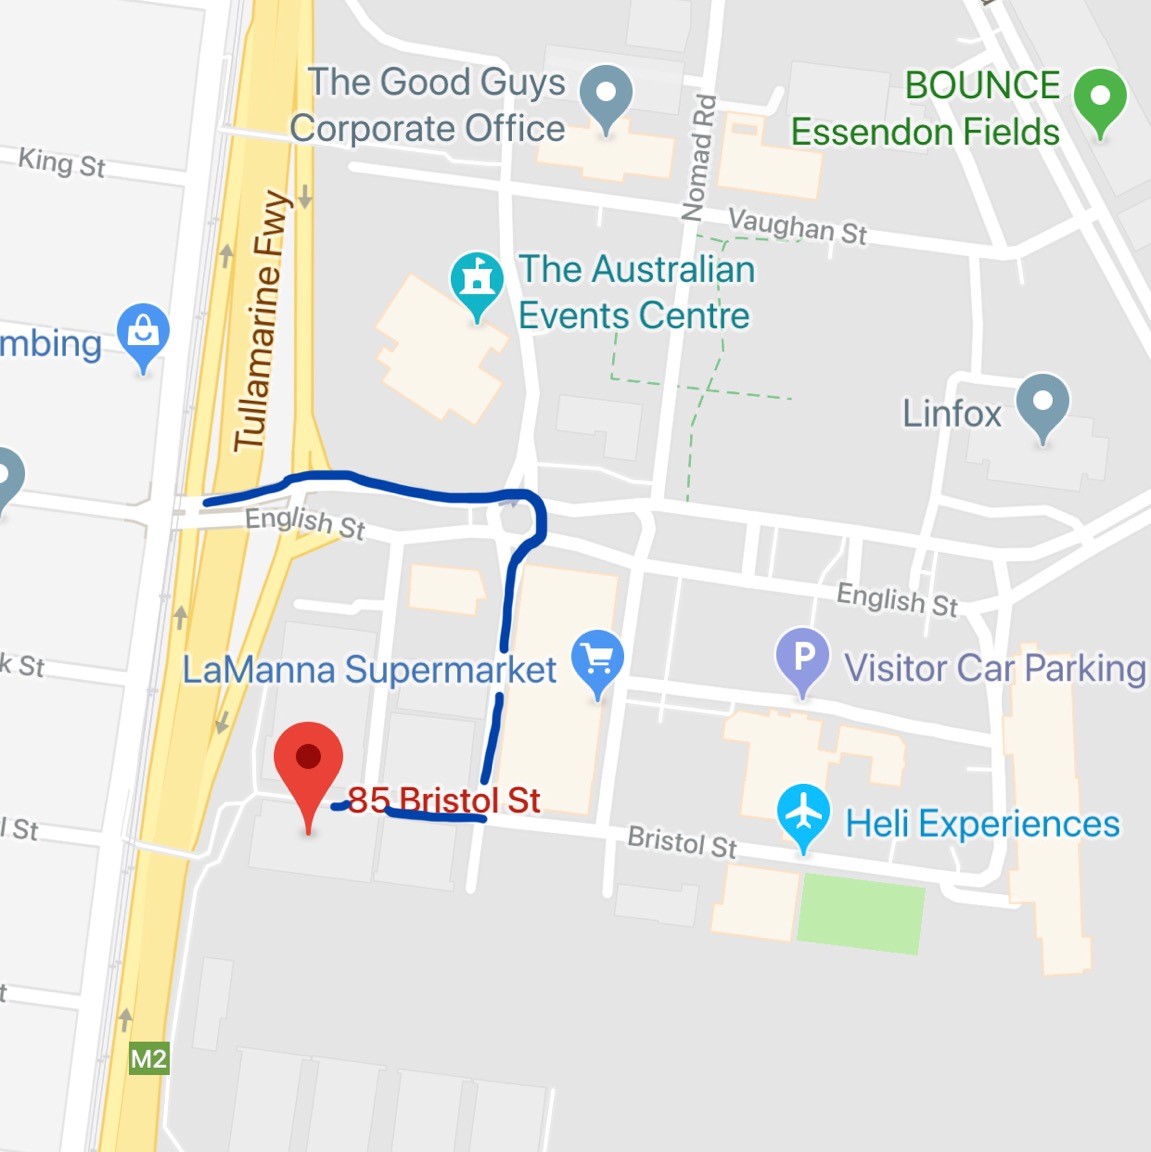 The Good Guys
Corporate Office
BOUNCE
Essendon Fields
King St
Nomad Rd
Vaughan St
Tullamarine Fwy
The Australian
Events Centre
mbing
Linfox
English St
English St
k St
LaManna Supermarket
P
Visitor Car Parking
85 Bristol St
l St
Bristol St
Heli Experiences
t
M2